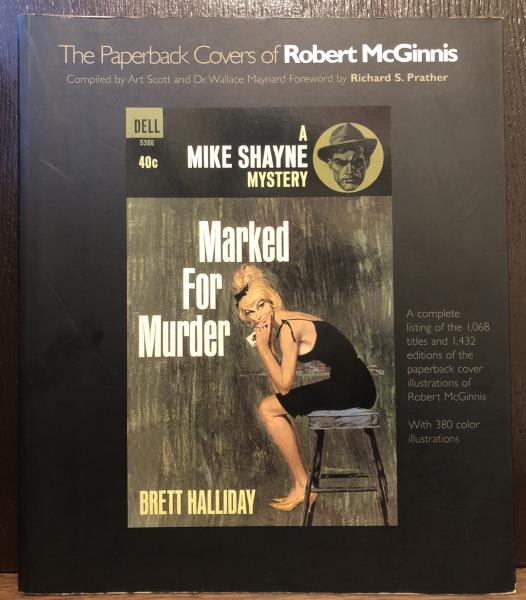 The Paperback Covers of Robert McGinnis
Compiled by Art Scott and Dr. Wallace Maynard Foreword by Richard S. Prather
DELL
5386
40c
A
MIKE SHAYNE
MYSTERY
Marked
For
Murder
A complete
listing of the 1,068
titles and 1,432
editions of the
paperback cover
illustrations of
Robert McGinnis
With 380 color
illustrations
BRETT HALLIDAY